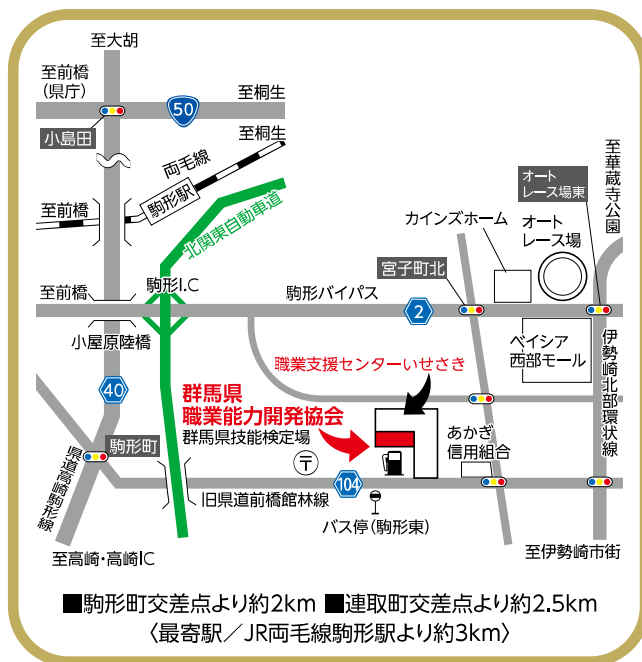 至大胡
至前橋
(県庁)
50
至桐生
小島田
至桐生
両毛線
駒形駅
至前橋
北関東自動車道
至華蔵寺公園
オート
レース場東
カインズホーム
オート
レース場
宮子町北
駒形I.C
至前橋
駒形バイパス
2
小屋原陸橋
ベイシア
西部モール
伊勢崎北部環状線
職業支援センターいせさき
40
群馬県
職業能力開発協会
群馬県技能検定場
駒形町
あかぎ
信用組合
〒
県道高崎駒形線
旧県道前橋館林線
104
バス停(駒形東)
至高崎・高崎IC
至伊勢崎市街
■駒形町交差点より約2km ■連取町交差点より約2.5km
〈最寄駅/JR両毛線駒形駅より約3km〉